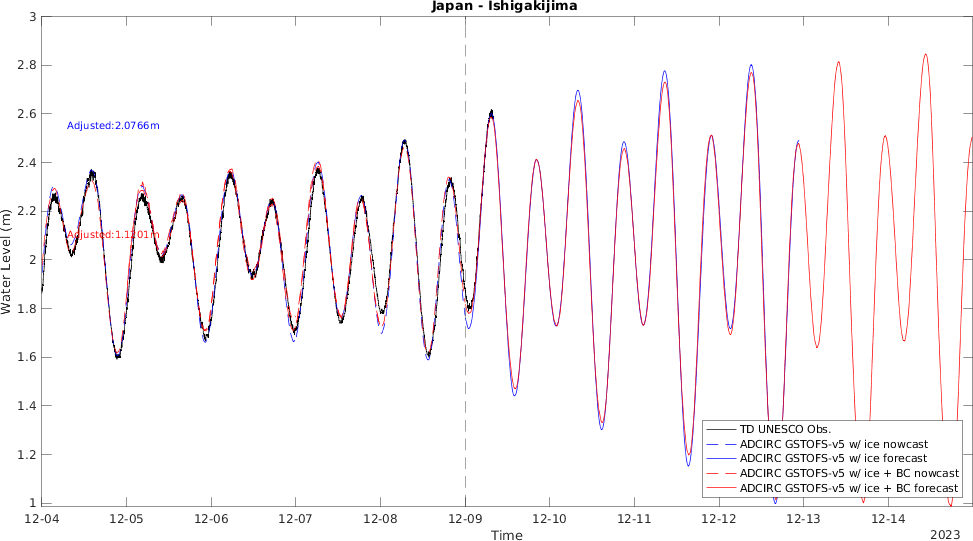 Japan - Ishigakijima
3
2.8
2.6
2.4
2.2
2
1.8
1.6
1.4
1.2
1
Water Level (m)
Adjusted:2.0766m
Adjusted:1.1201m
TD UNESCO Obs.
ADCIRC GSTOFS-v5 w/ ice nowcast
ADCIRC GSTOFS-v5 w/ ice forecast
ADCIRC GSTOFS-v5 w/ ice + BC nowcast
ADCIRC GSTOFS-v5 w/ ice + BC forecast
12-04 12-05 12-06 12-07 12-08 12-09 12-10 12-11 12-12 12-13 12-14
Time
2023